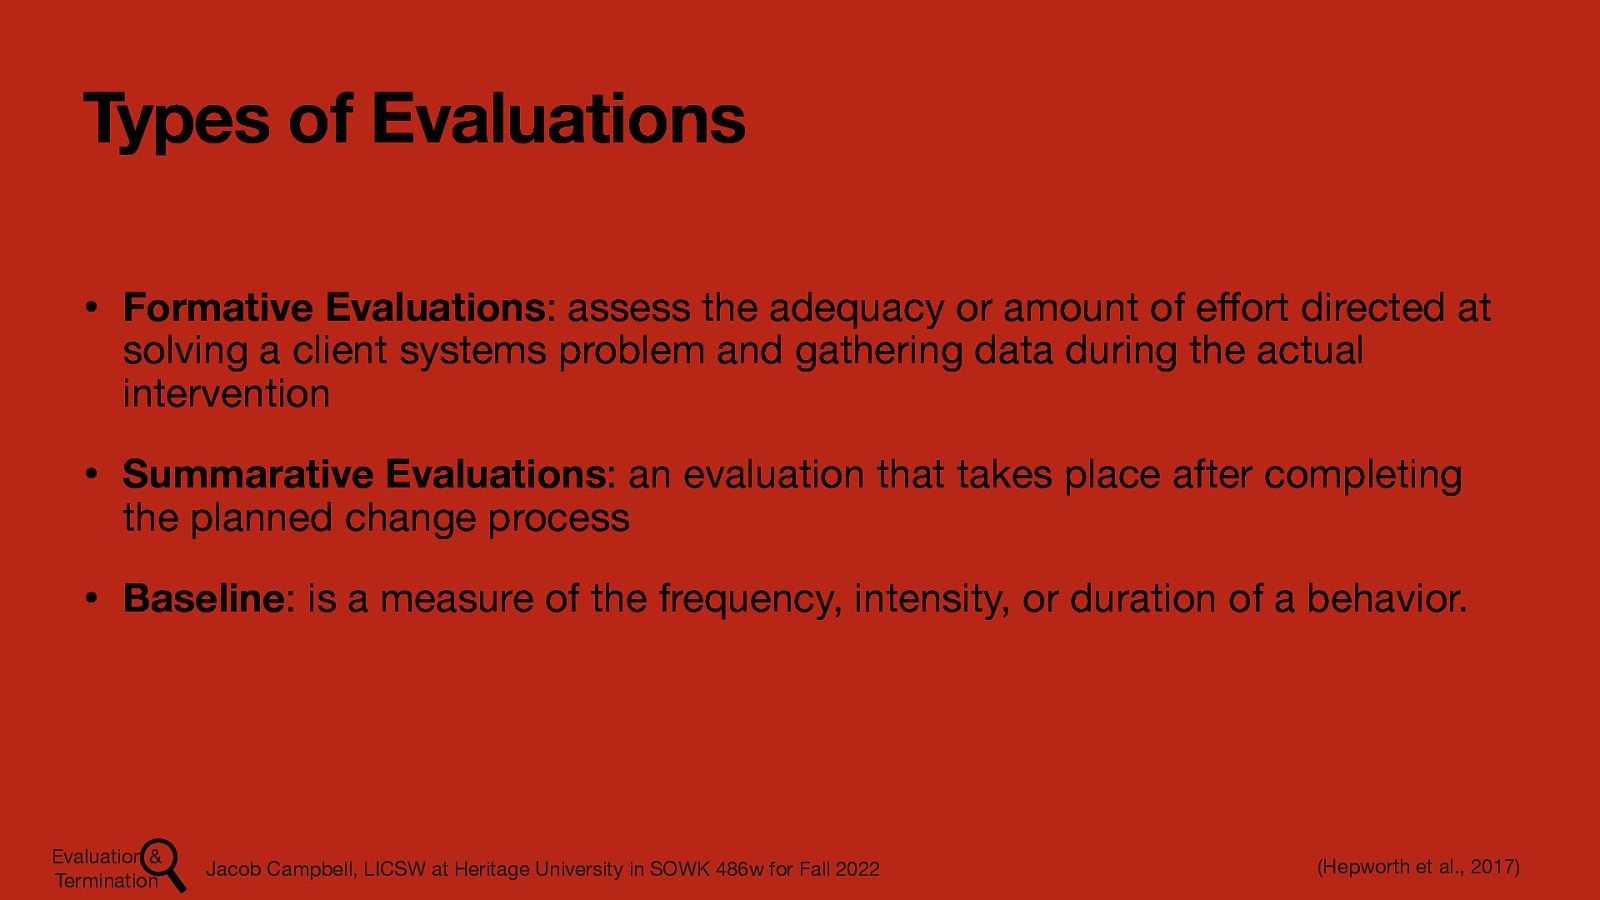 Types of Evaluations
• Formative Evaluations: assess the adequacy or amount of effort directed at
solving a client systems problem and gathering data during the actual
intervention
• Summarative Evaluations: an evaluation that takes place after completing
the planned change process
• Baseline: is a measure of the frequency, intensity, or duration of a behavior.
Evaluation &
Termination
Jacob Campbell, LICSW at Heritage University in SOWK 486w for Fall 2022
(Hepworth et al., 2017)